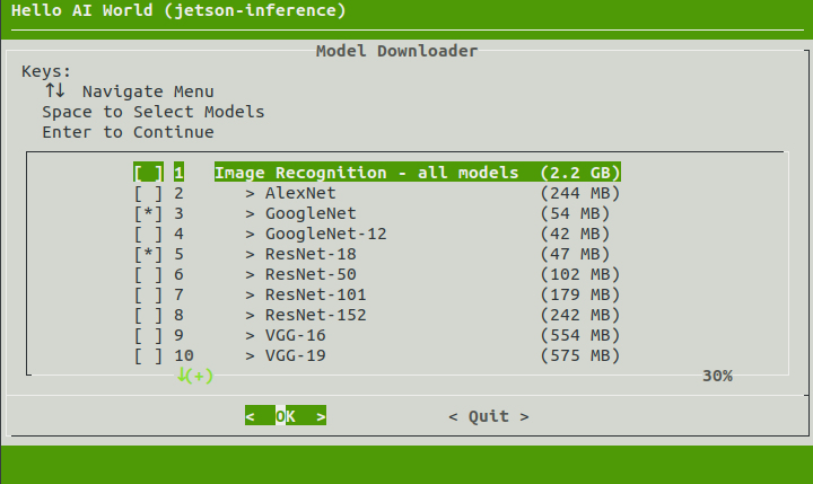 Hello AI World (jetson-inference)
Model Downloader
Keys:
↑↓ Navigate Menu
Space to Select Models
Enter to Continue
[ ] 1 Image Recognition - all models (2.2 GB)
[ ] 2 > AlexNet (244 MB)
[*] 3 > GoogleNet (54 MB)
[ ] 4 > GoogleNet-12 (42 MB)
[*] 5 > ResNet-18 (47 MB)
[ ] 6 > ResNet-50 (102 MB)
[ ] 7 > ResNet-101 (179 MB)
[ ] 8 > ResNet-152 (242 MB)
[ ] 9 > VGG-16 (554 MB)
[ ] 10 > VGG-19 (575 MB)
↓(+) 30%
< OK > < Quit >